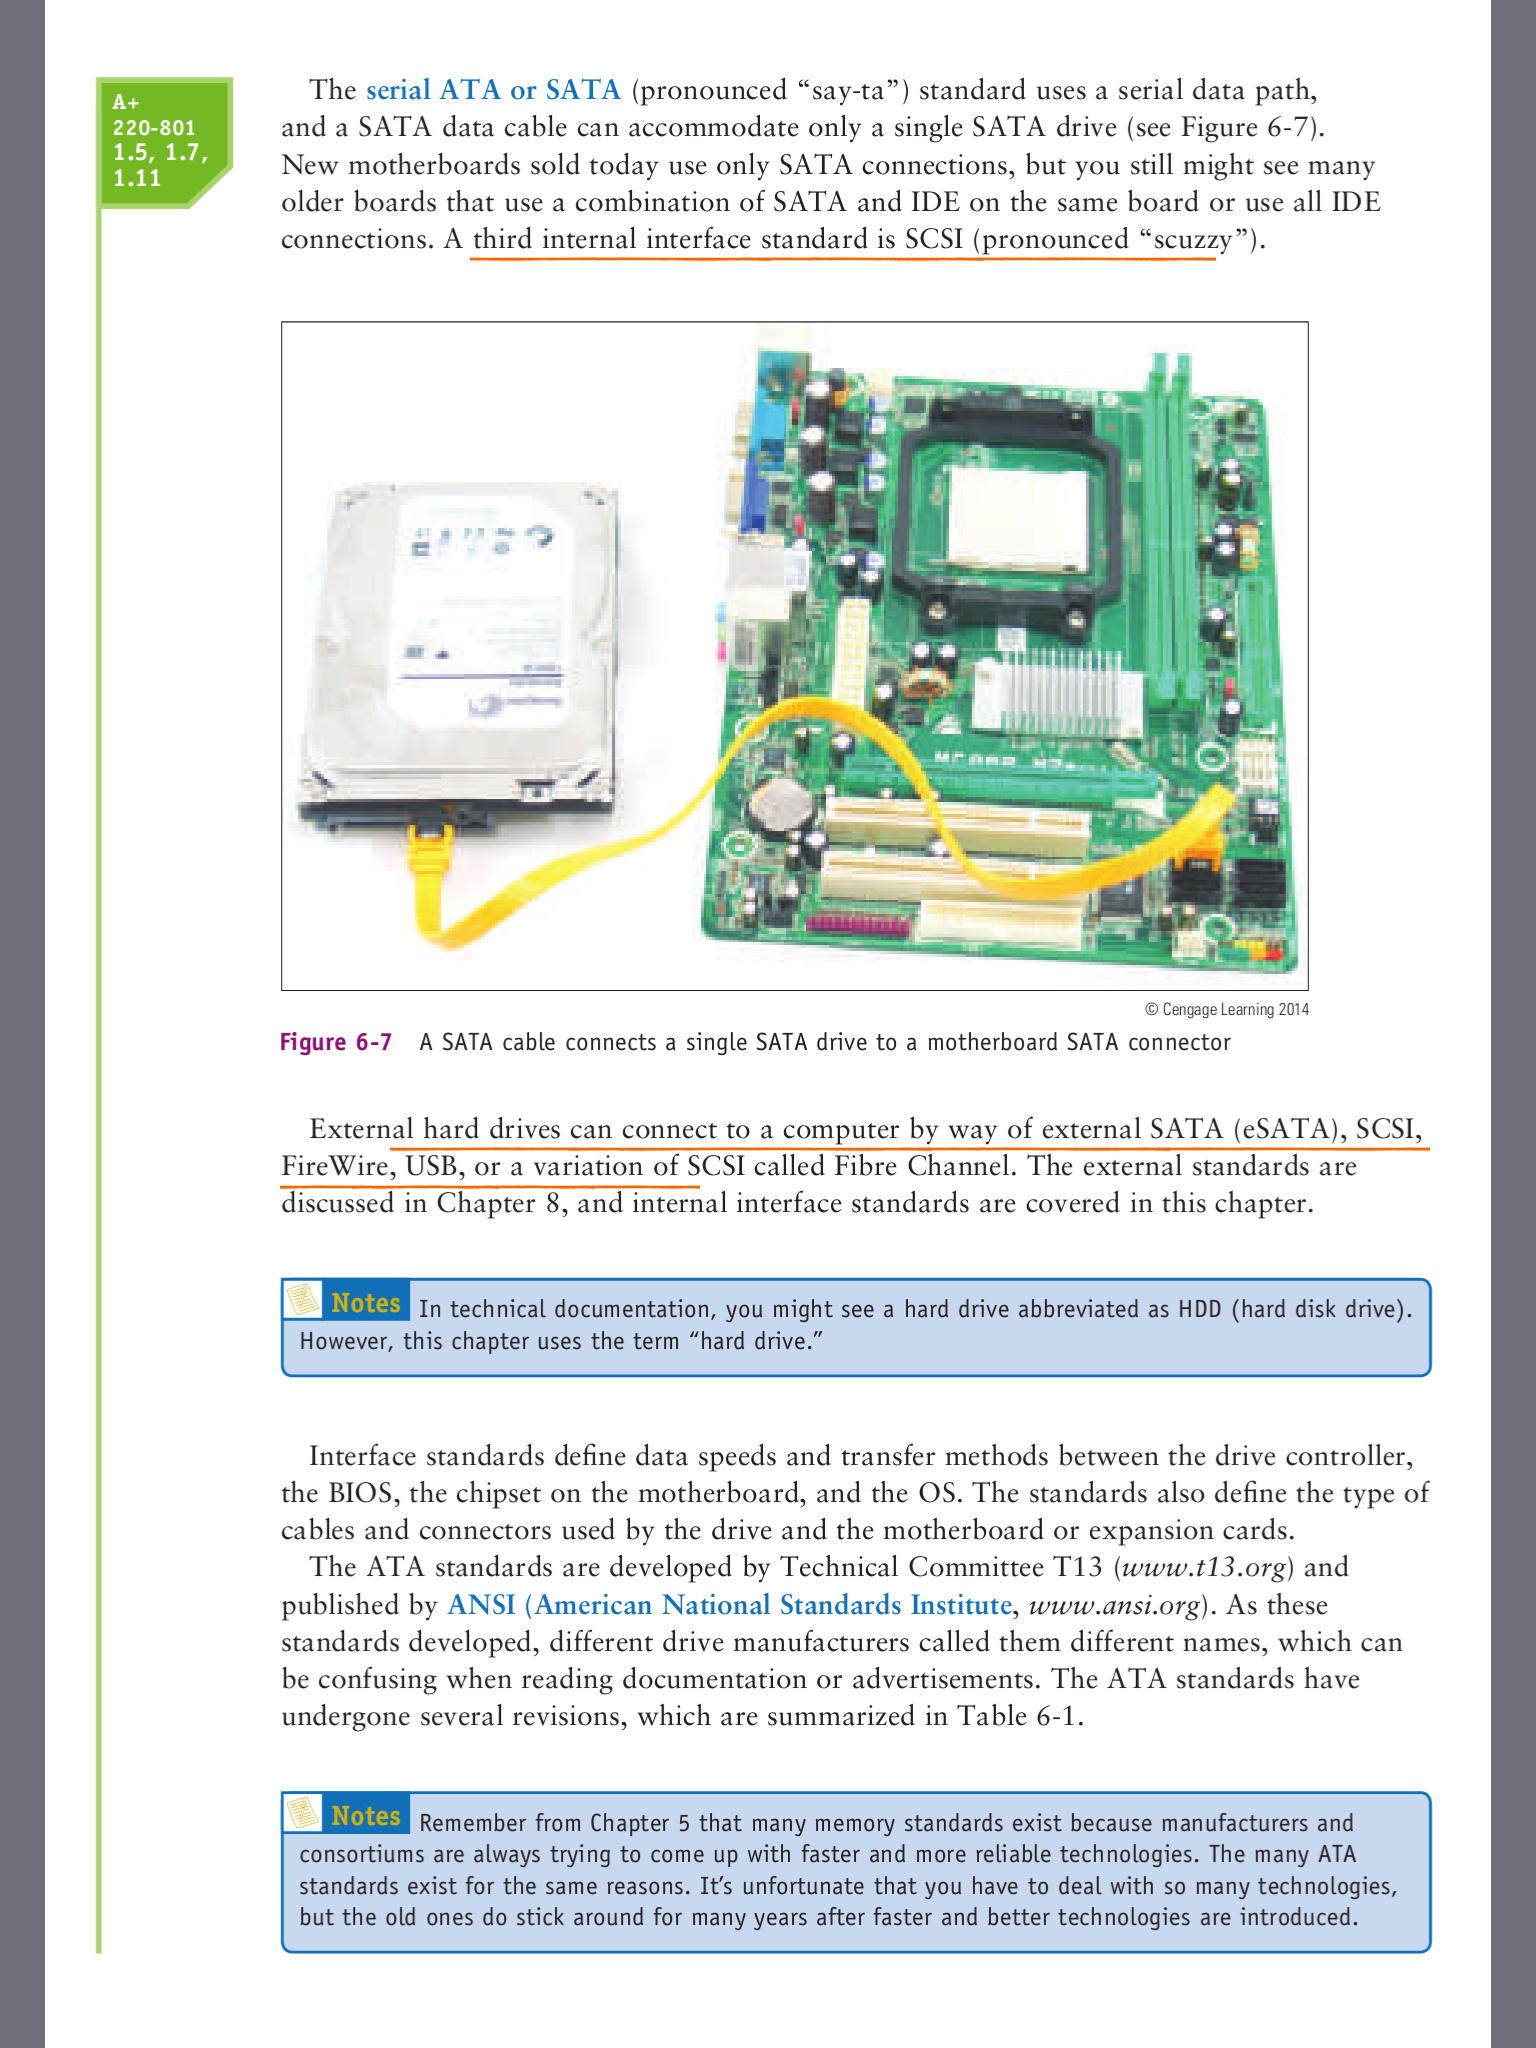 A+
220-801
1.5, 1.7,
1.11
The serial ATA or SATA (pronounced “say-ta”) standard uses a serial data path,
and a SATA data cable can accommodate only a single SATA drive (see Figure 6-7).
New motherboards sold today use only SATA connections, but you still might see many
older boards that use a combination of SATA and IDE on the same board or use all IDE
connections. A third internal interface standard is SCSI (pronounced “scuzzy”).
© Cengage Learning 2014
Figure 6-7 A SATA cable connects a single SATA drive to a motherboard SATA connector
External hard drives can connect to a computer by way of external SATA (eSATA), SCSI,
FireWire, USB, or a variation of SCSI called Fibre Channel. The external standards are
discussed in Chapter 8, and internal interface standards are covered in this chapter.
Notes In technical documentation, you might see a hard drive abbreviated as HDD (hard disk drive).
However, this chapter uses the term “hard drive.”
Interface standards define data speeds and transfer methods between the drive controller,
the BIOS, the chipset on the motherboard, and the OS. The standards also define the type of
cables and connectors used by the drive and the motherboard or expansion cards.
The ATA standards are developed by Technical Committee T13 (www.t13.org) and
published by ANSI (American National Standards Institute, www.ansi.org). As these
standards developed, different drive manufacturers called them different names, which can
be confusing when reading documentation or advertisements. The ATA standards have
undergone several revisions, which are summarized in Table 6-1.
Notes Remember from Chapter 5 that many memory standards exist because manufacturers and
consortiums are always trying to come up with faster and more reliable technologies. The many ATA
standards exist for the same reasons. It’s unfortunate that you have to deal with so many technologies,
but the old ones do stick around for many years after faster and better technologies are introduced.